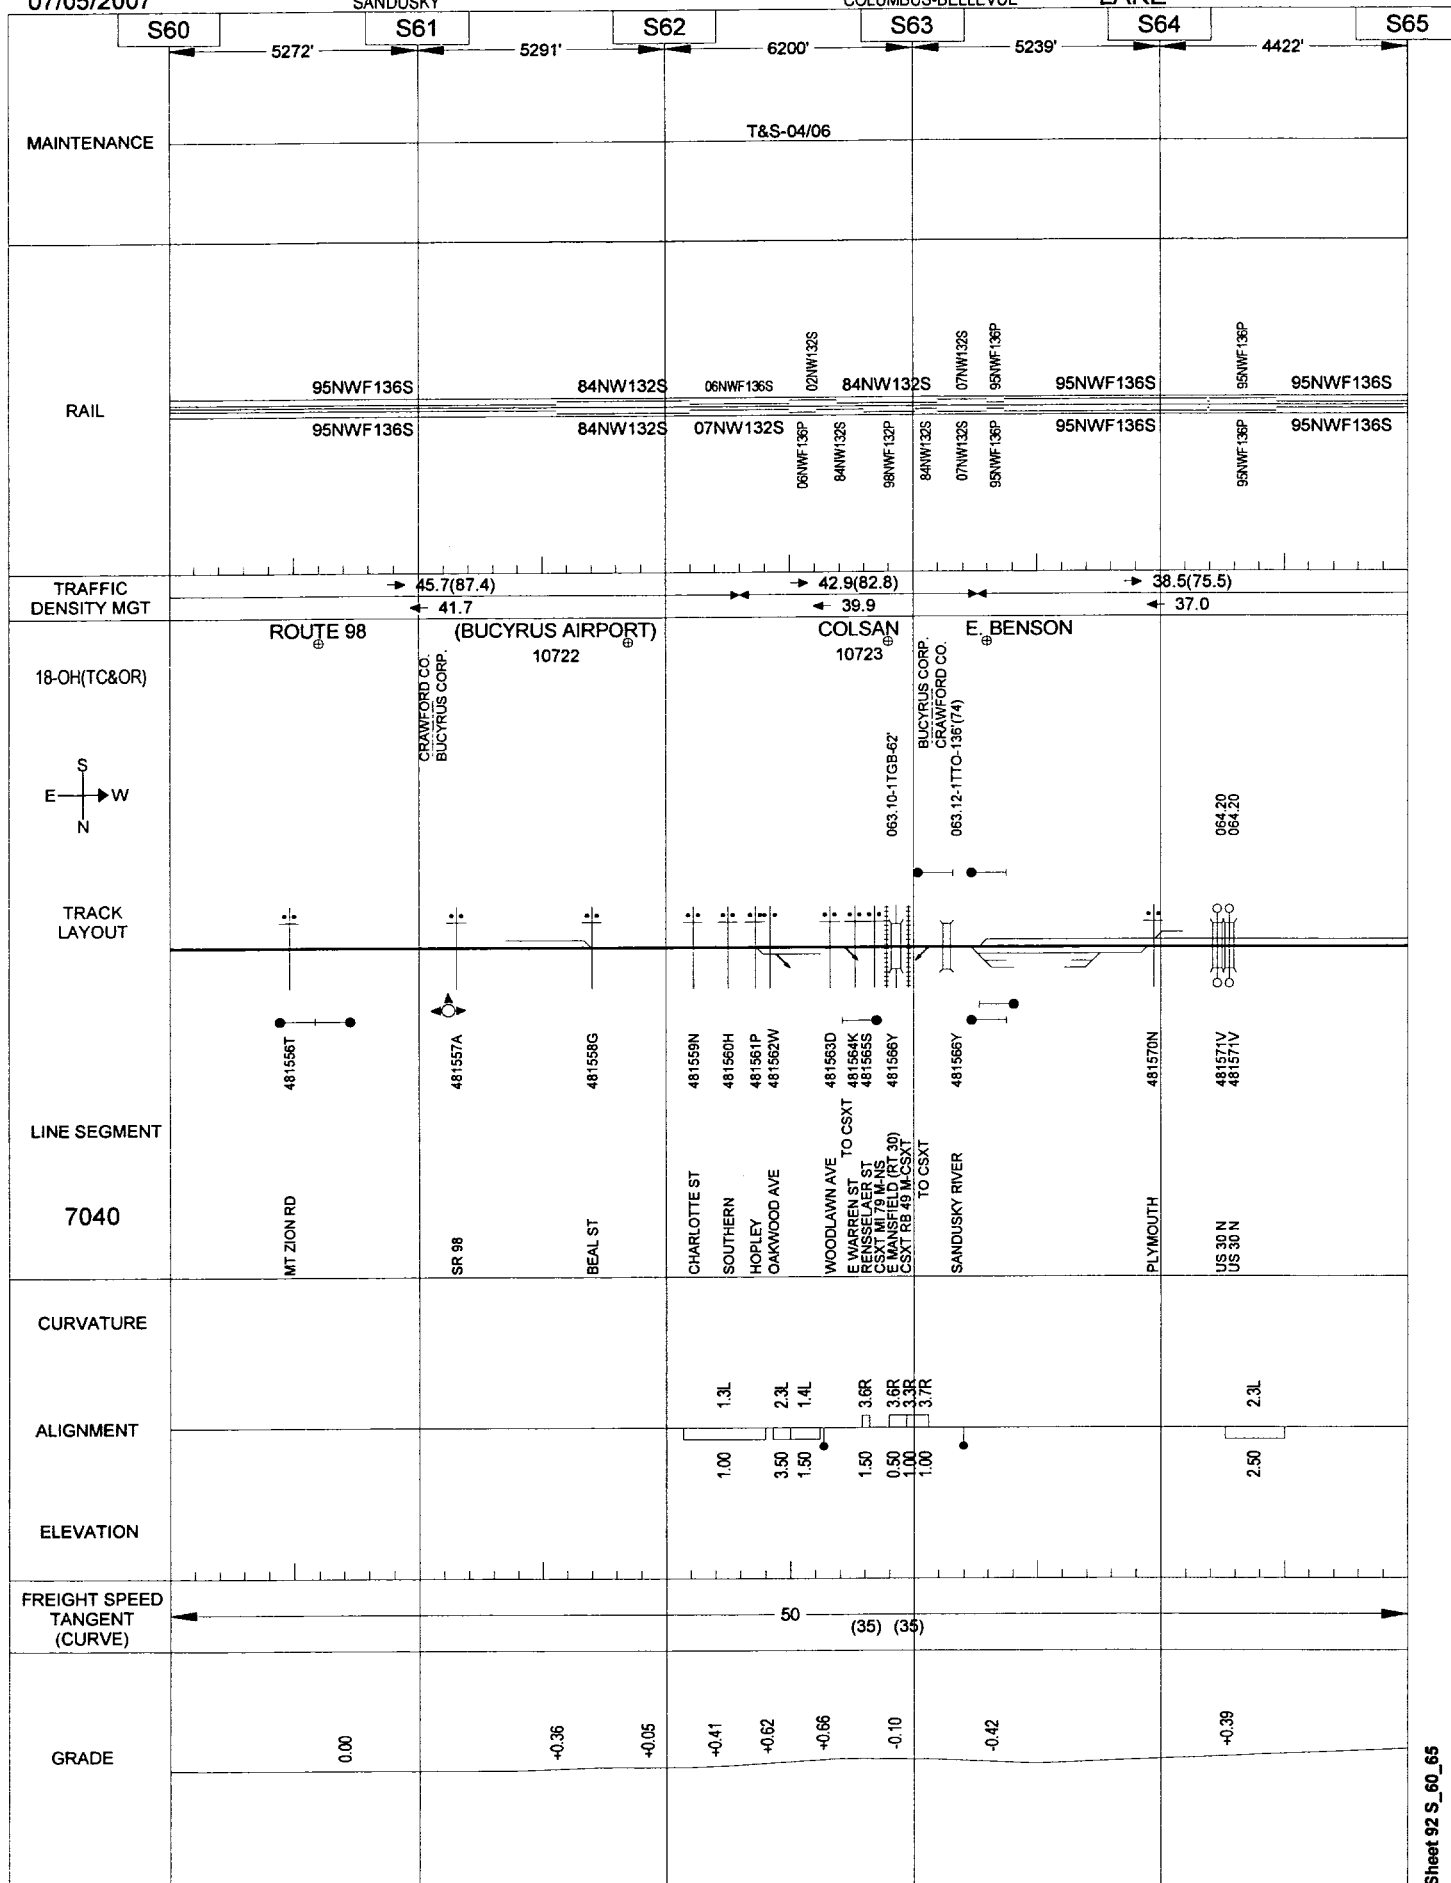 07/05/2007 SANDUSKY COLUMBUS-BELLEVUE LAKE
S60 S61 S62 S63 S64 S65
5272' 5291' 6200' 5239' 4422'
MAINTENANCE
T&S-04/06
RAIL
95NWF136S 84NW132S 06NWF136S 02NW132S 84NW132S 07NW132S 95NWF136P 95NWF136S 95NWF136P 95NWF136S
95NWF136S 84NW132S 07NW132S 06NWF136P 84NW132S 98NWF132P 84NW132S 07NW132S 95NWF136P 95NWF136S 95NWF136P 95NWF136S
TRAFFIC
DENSITY MGT
45.7(87.4) 42.9(82.8) 38.5(75.5)
41.7 39.9 37.0
ROUTE 98 (BUCYRUS AIRPORT) COLSAN E. BENSON
10722 10723
18-OH(TC&OR)
CRAWFORD CO.
BUCYRUS CORP.
BUCYRUS CORP.
CRAWFORD CO.
063.10-1TGB-62'
063.12-1TTO-136'(74)
064.20
064.20
S
E W
N
TRACK
LAYOUT
481556T 481557A 481558G 481559N 481560H 481561P 481562W 481563D 481564K 481565S 481566Y 481566Y 481570N 481571V 481571V
LINE SEGMENT
7040
MT ZION RD
SR 98
BEAL ST
CHARLOTTE ST
SOUTHERN
HOPLEY
OAKWOOD AVE
WOODLAWN AVE
TO CSXT
E WARREN ST
RENSSELAER ST
CSXT MI 79 M-NS
E MANSFIELD (RT 30)
CSXT RB 49 M-CSXT
TO CSXT
SANDUSKY RIVER
PLYMOUTH
US 30 N
US 30 N
CURVATURE
1.3L 2.3L 1.4L 3.6R 3.6R 3.3R 3.7R 2.3L
ALIGNMENT
1.00 3.50 1.50 1.50 0.50 1.00 1.00 2.50
ELEVATION
FREIGHT SPEED
TANGENT
(CURVE)
50
(35) (35)
GRADE
0.00 +0.36 +0.05 +0.41 +0.62 +0.66 -0.10 -0.42 +0.39
Sheet 92 S_60_65